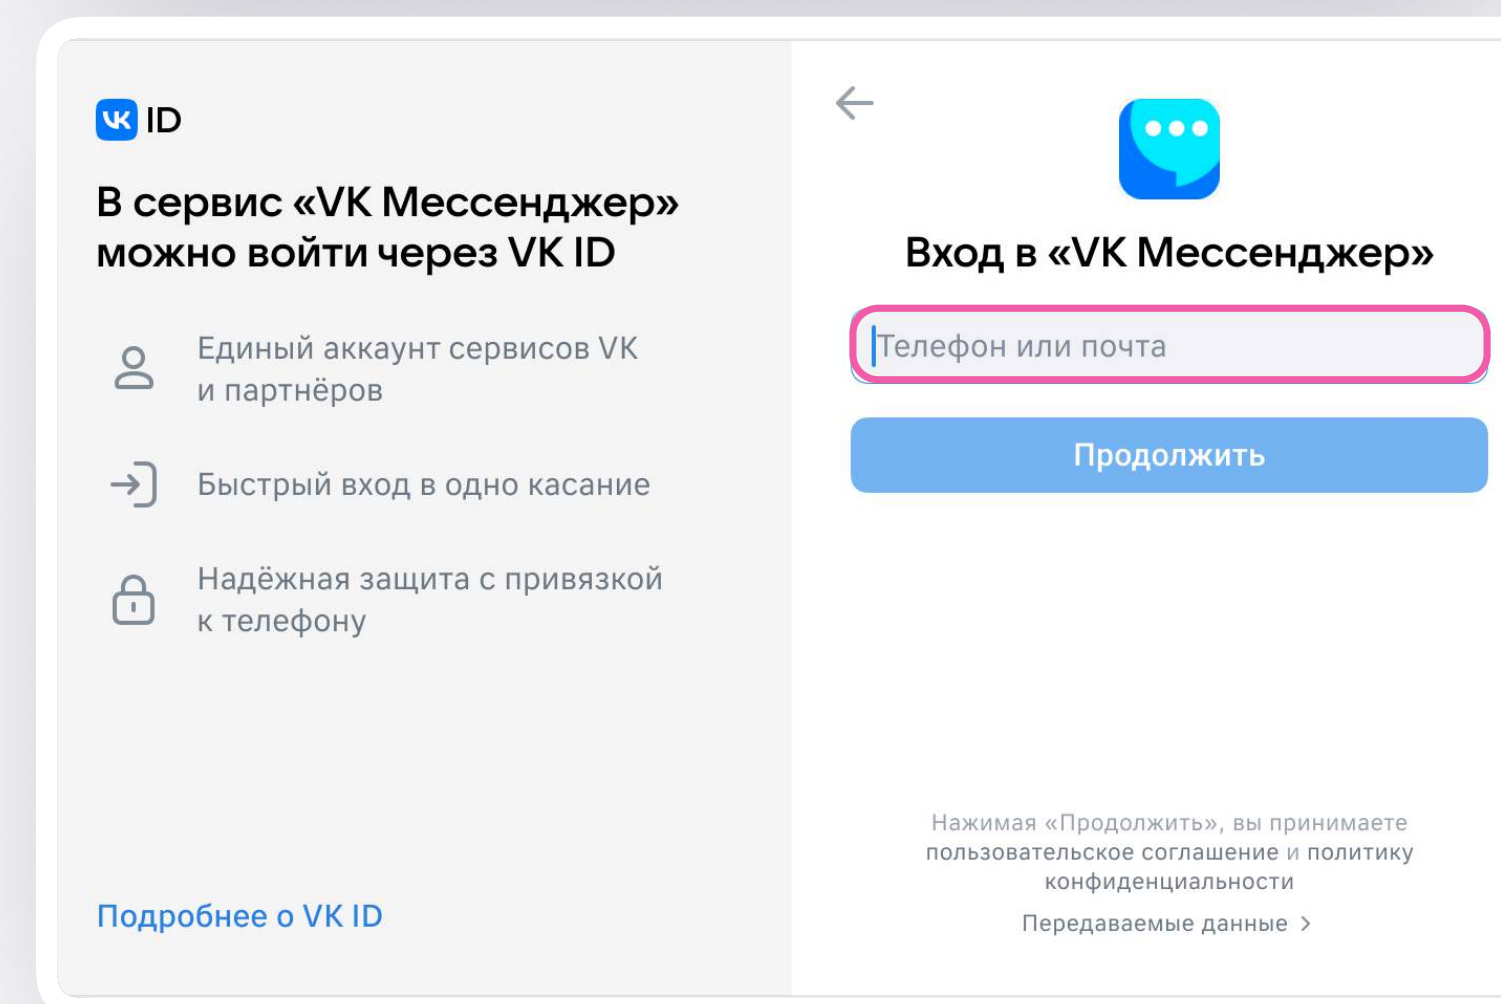 VK ID
В сервис «VK Мессенджер»
можно войти через VK ID
Единый аккаунт сервисов VK
и партнёров
Быстрый вход в одно касание
Надёжная защита с привязкой
к телефону
Подробнее о VK ID
Вход в «VK Мессенджер»
Телефон или почта
Продолжить
Нажимая «Продолжить», вы принимаете
пользовательское соглашение и политику
конфиденциальности
Передаваемые данные